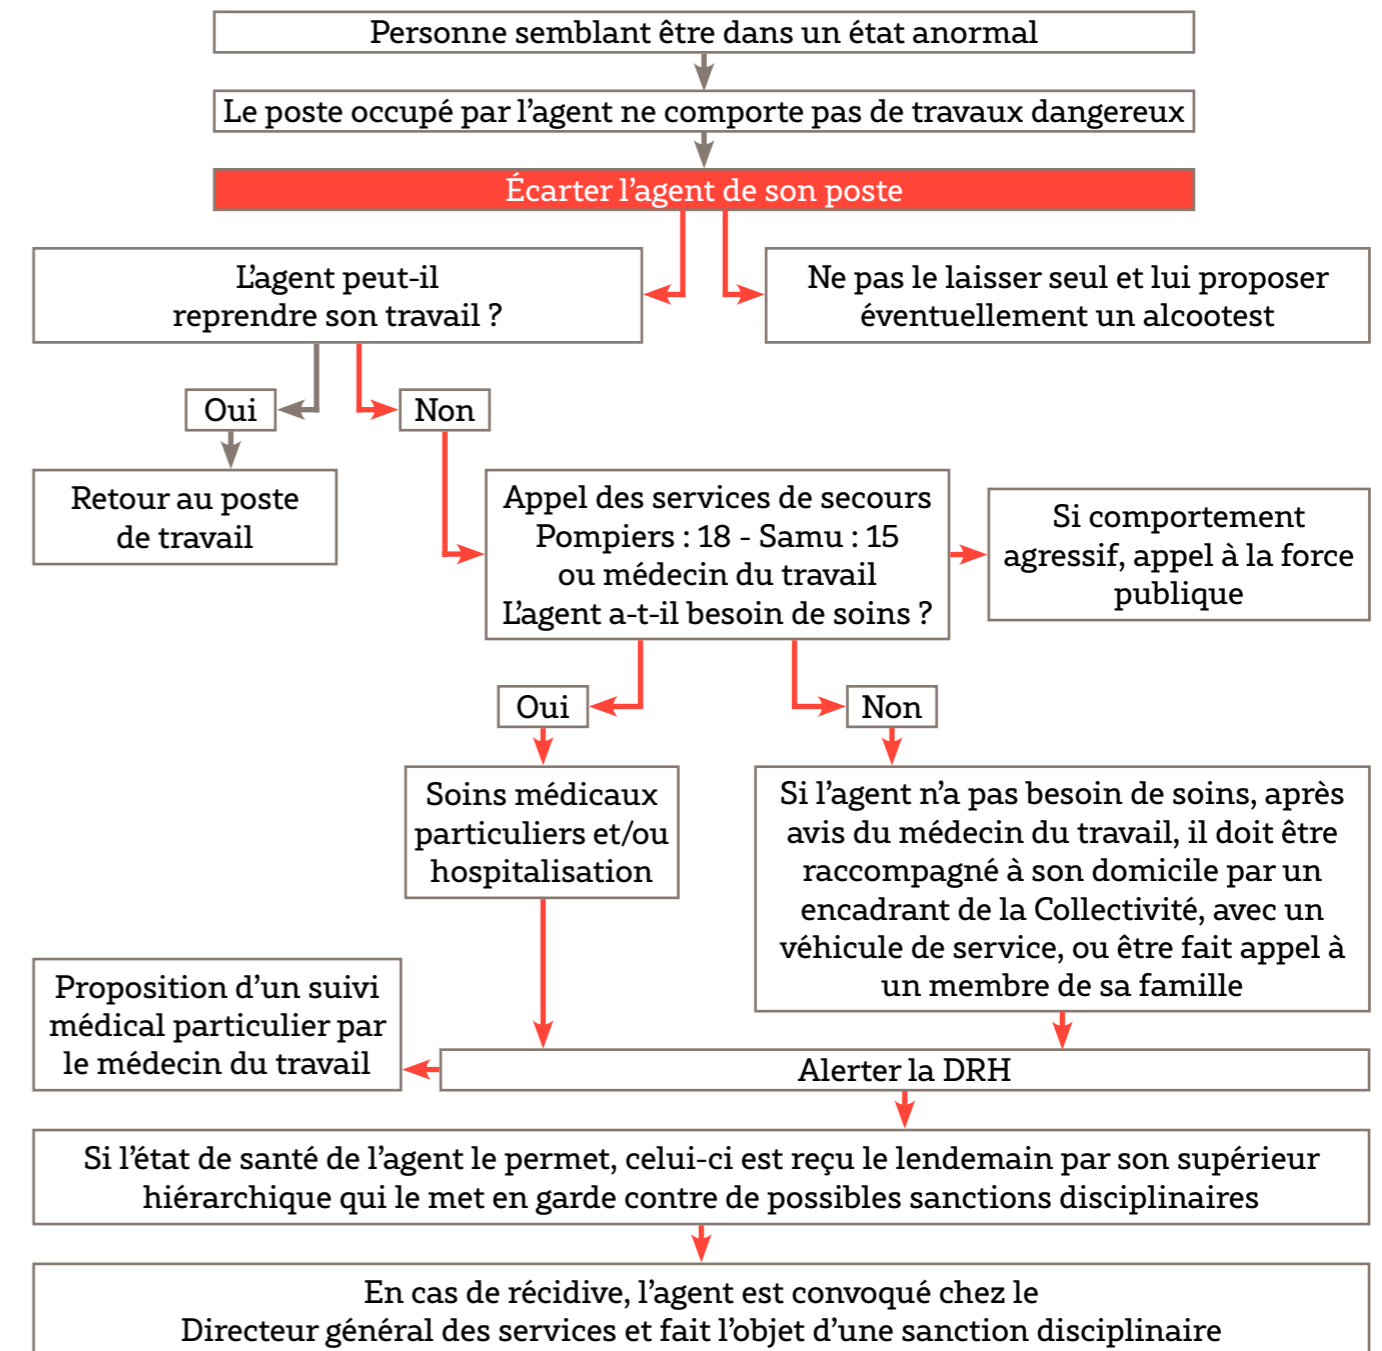 Personne semblant être dans un état anormal
Le poste occupé par l’agent ne comporte pas de travaux dangereux
Écarter l’agent de son poste
L’agent peut-il
reprendre son travail ?
Ne pas le laisser seul et lui proposer
éventuellement un alcootest
Oui
Non
Retour au poste
de travail
Appel des services de secours
Pompiers : 18 - Samu : 15
ou médecin du travail
L’agent a-t-il besoin de soins ?
Si comportement
agressif, appel à la force
publique
Oui
Non
Soins médicaux
particuliers et/ou
hospitalisation
Si l’agent n’a pas besoin de soins, après
avis du médecin du travail, il doit être
raccompagné à son domicile par un
encadrant de la Collectivité, avec un
véhicule de service, ou être fait appel à
un membre de sa famille
Proposition d’un suivi
médical particulier par
le médecin du travail
Alerter la DRH
Si l’état de santé de l’agent le permet, celui-ci est reçu le lendemain par son supérieur
hiérarchique qui le met en garde contre de possibles sanctions disciplinaires
En cas de récidive, l’agent est convoqué chez le
Directeur général des services et fait l’objet d’une sanction disciplinaire